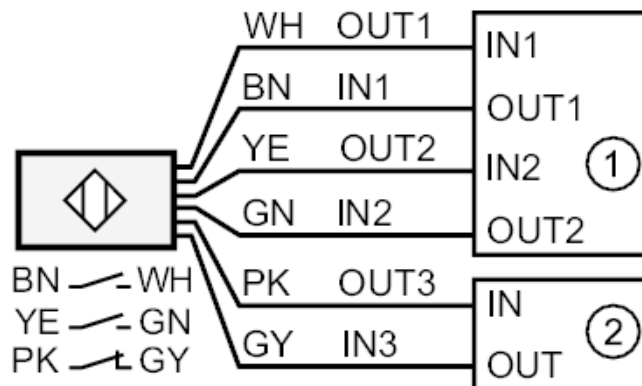 WH OUT1 IN1
BN IN1 OUT1
YE OUT2 IN2 1
GN IN2 OUT2
BN WH PK OUT3 IN
YE GN 2
PK GY GY IN3 OUT